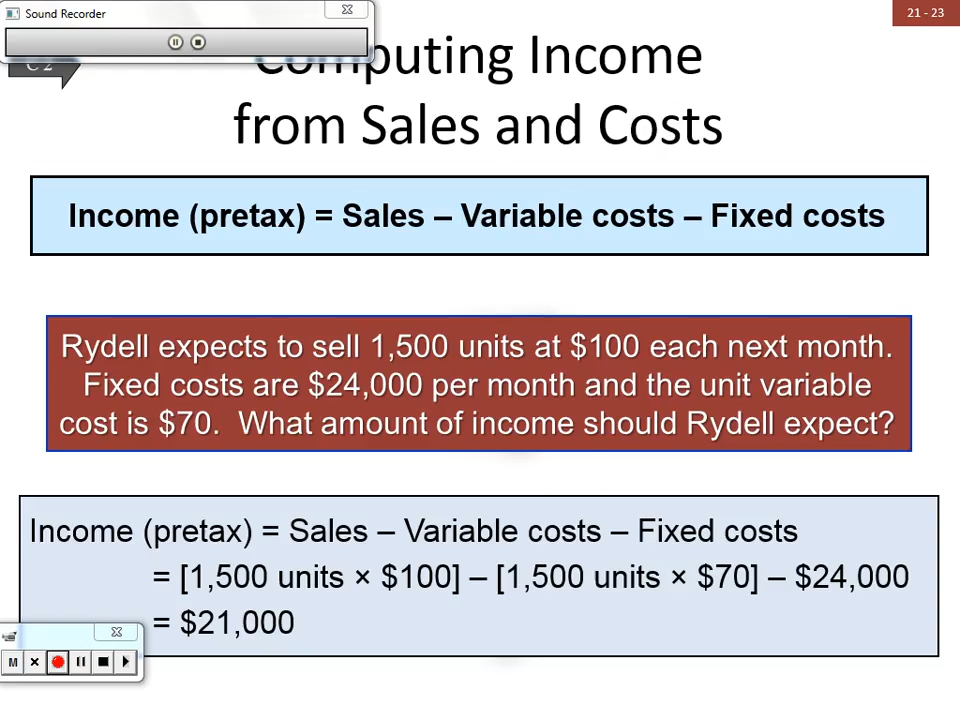 Sound Recorder
21 - 23
C 2
Computing Income
from Sales and Costs
Income (pretax) = Sales – Variable costs – Fixed costs
Rydell expects to sell 1,500 units at $100 each next month.
Fixed costs are $24,000 per month and the unit variable
cost is $70.  What amount of income should Rydell expect?
Income (pretax) = Sales – Variable costs – Fixed costs
= [1,500 units × $100] – [1,500 units × $70] – $24,000
= $21,000
M